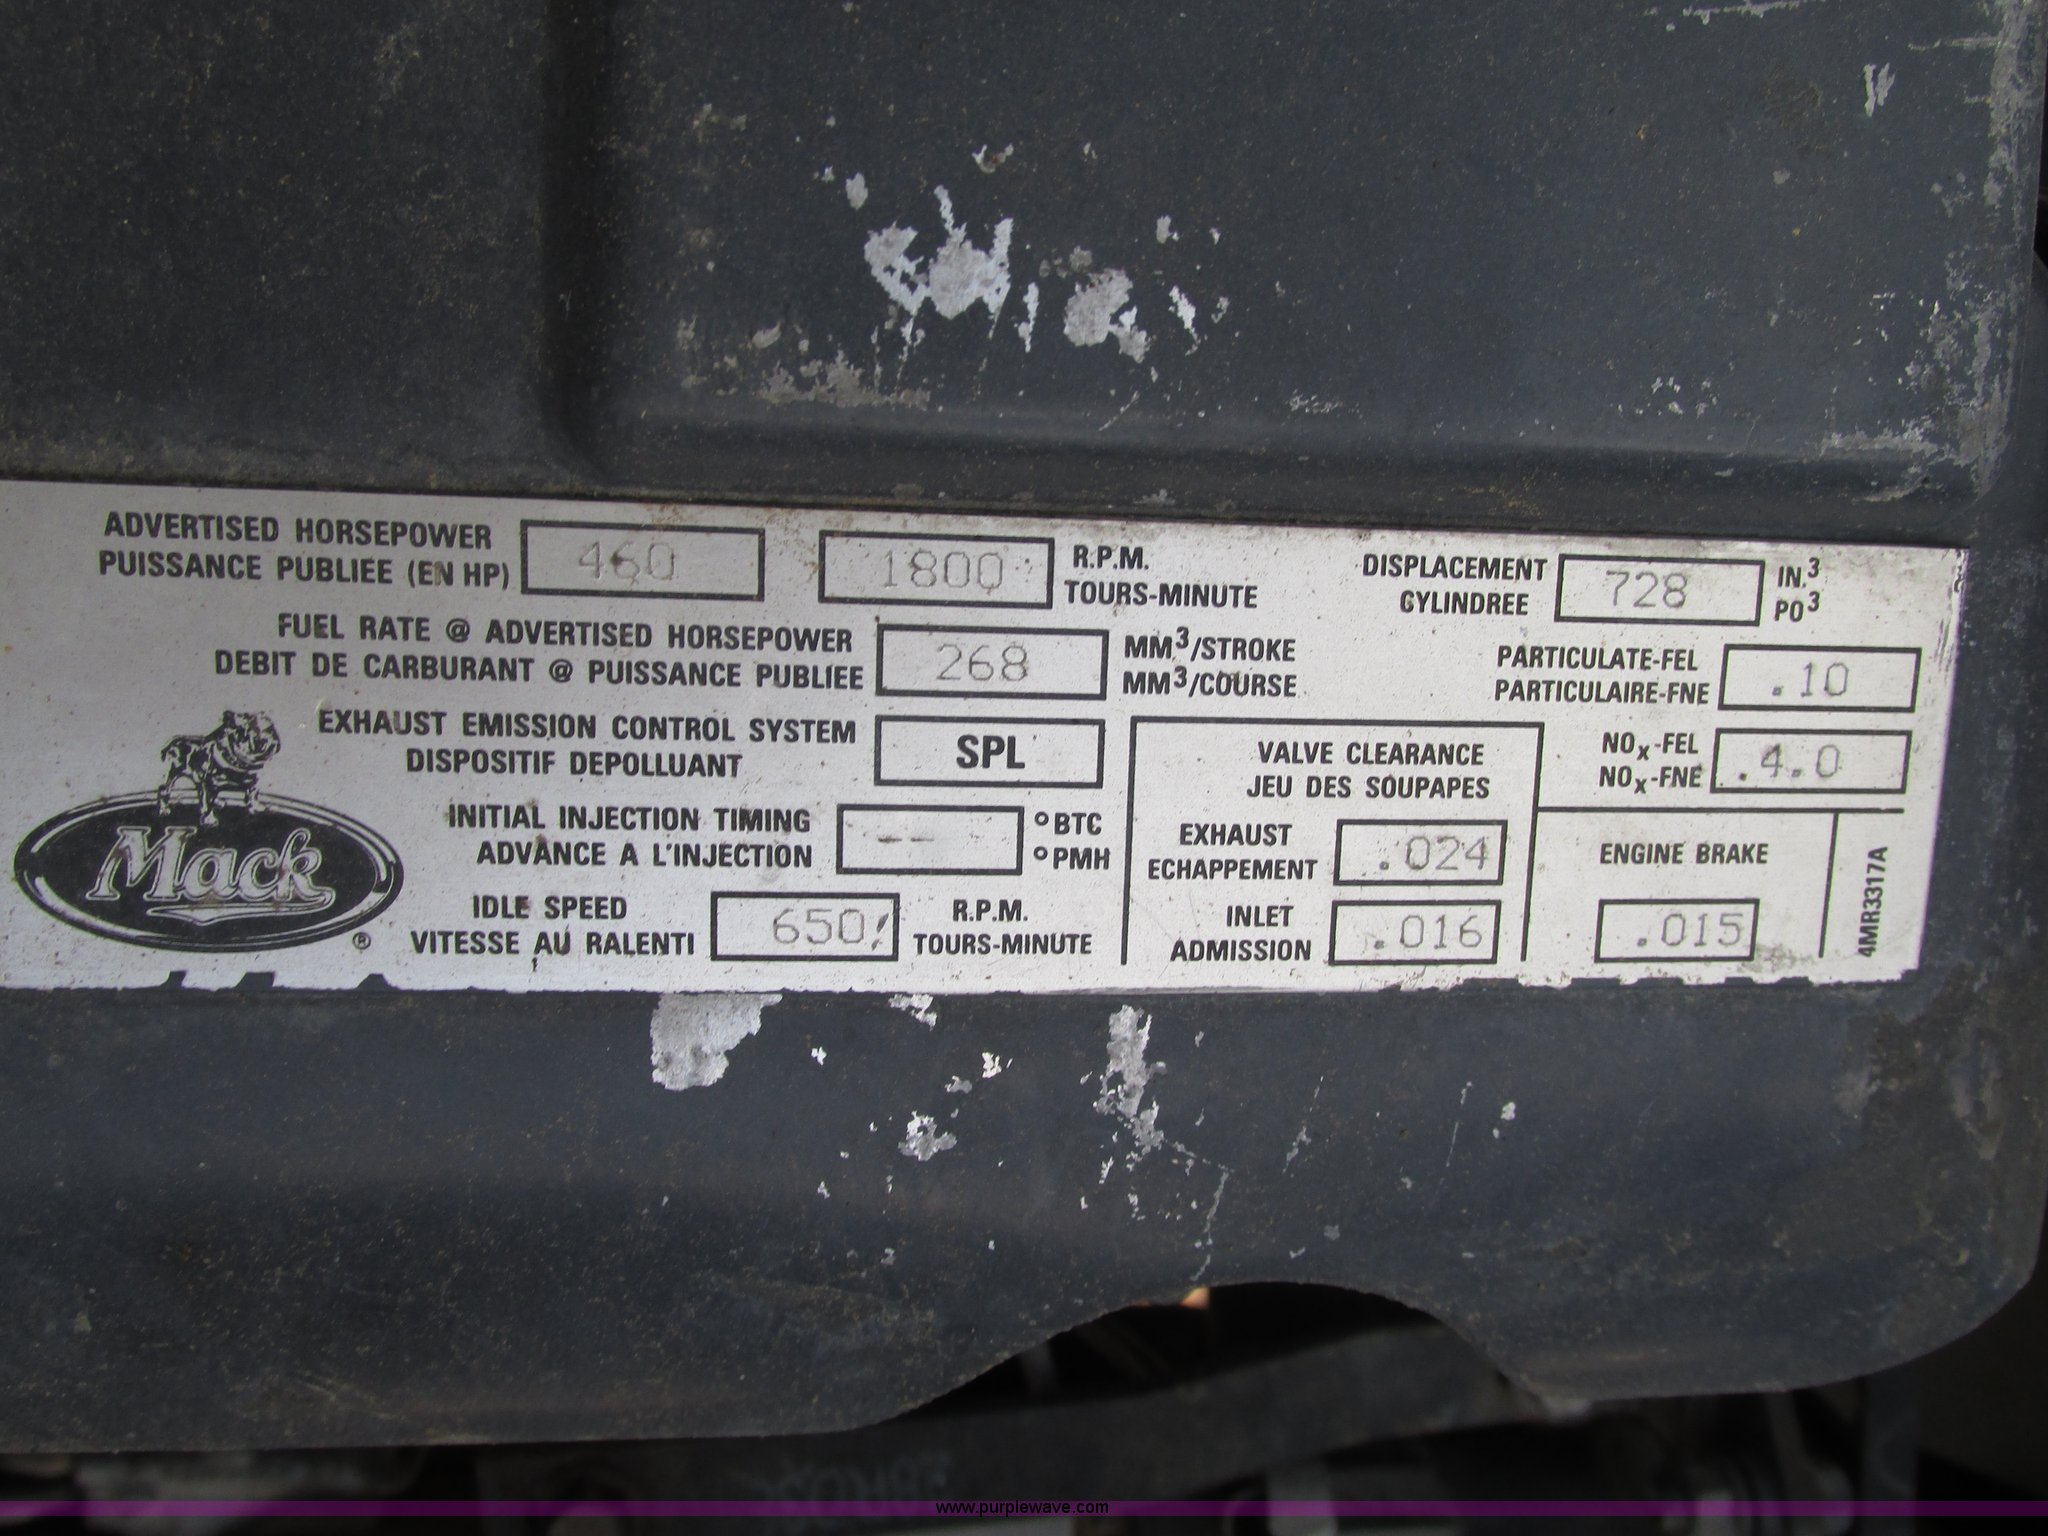 ADVERTISED HORSEPOWER 460 1800 R.P.M.
PUISSANCE PUBLIEE (EN HP) TOURS-MINUTE
DISPLACEMENT 728 IN.³
CYLINDREE PO³
FUEL RATE @ ADVERTISED HORSEPOWER 268 MM³/STROKE
DEBIT DE CARBURANT @ PUISSANCE PUBLIEE MM³/COURSE
PARTICULATE-FEL .10
PARTICULAIRE-FNE
EXHAUST EMISSION CONTROL SYSTEM SPL
DISPOSITIF DEPOLLUANT
NOx-FEL .4.0
NOx-FNE
INITIAL INJECTION TIMING -- °BTC
ADVANCE A L'INJECTION °PMH
IDLE SPEED 650 R.P.M.
VITESSE AU RALENTI TOURS-MINUTE
VALVE CLEARANCE
JEU DES SOUPAPES
EXHAUST .024
ECHAPPEMENT
INLET .016
ADMISSION
ENGINE BRAKE
.015
4MR3317A
Mack ®
www.purplewave.com